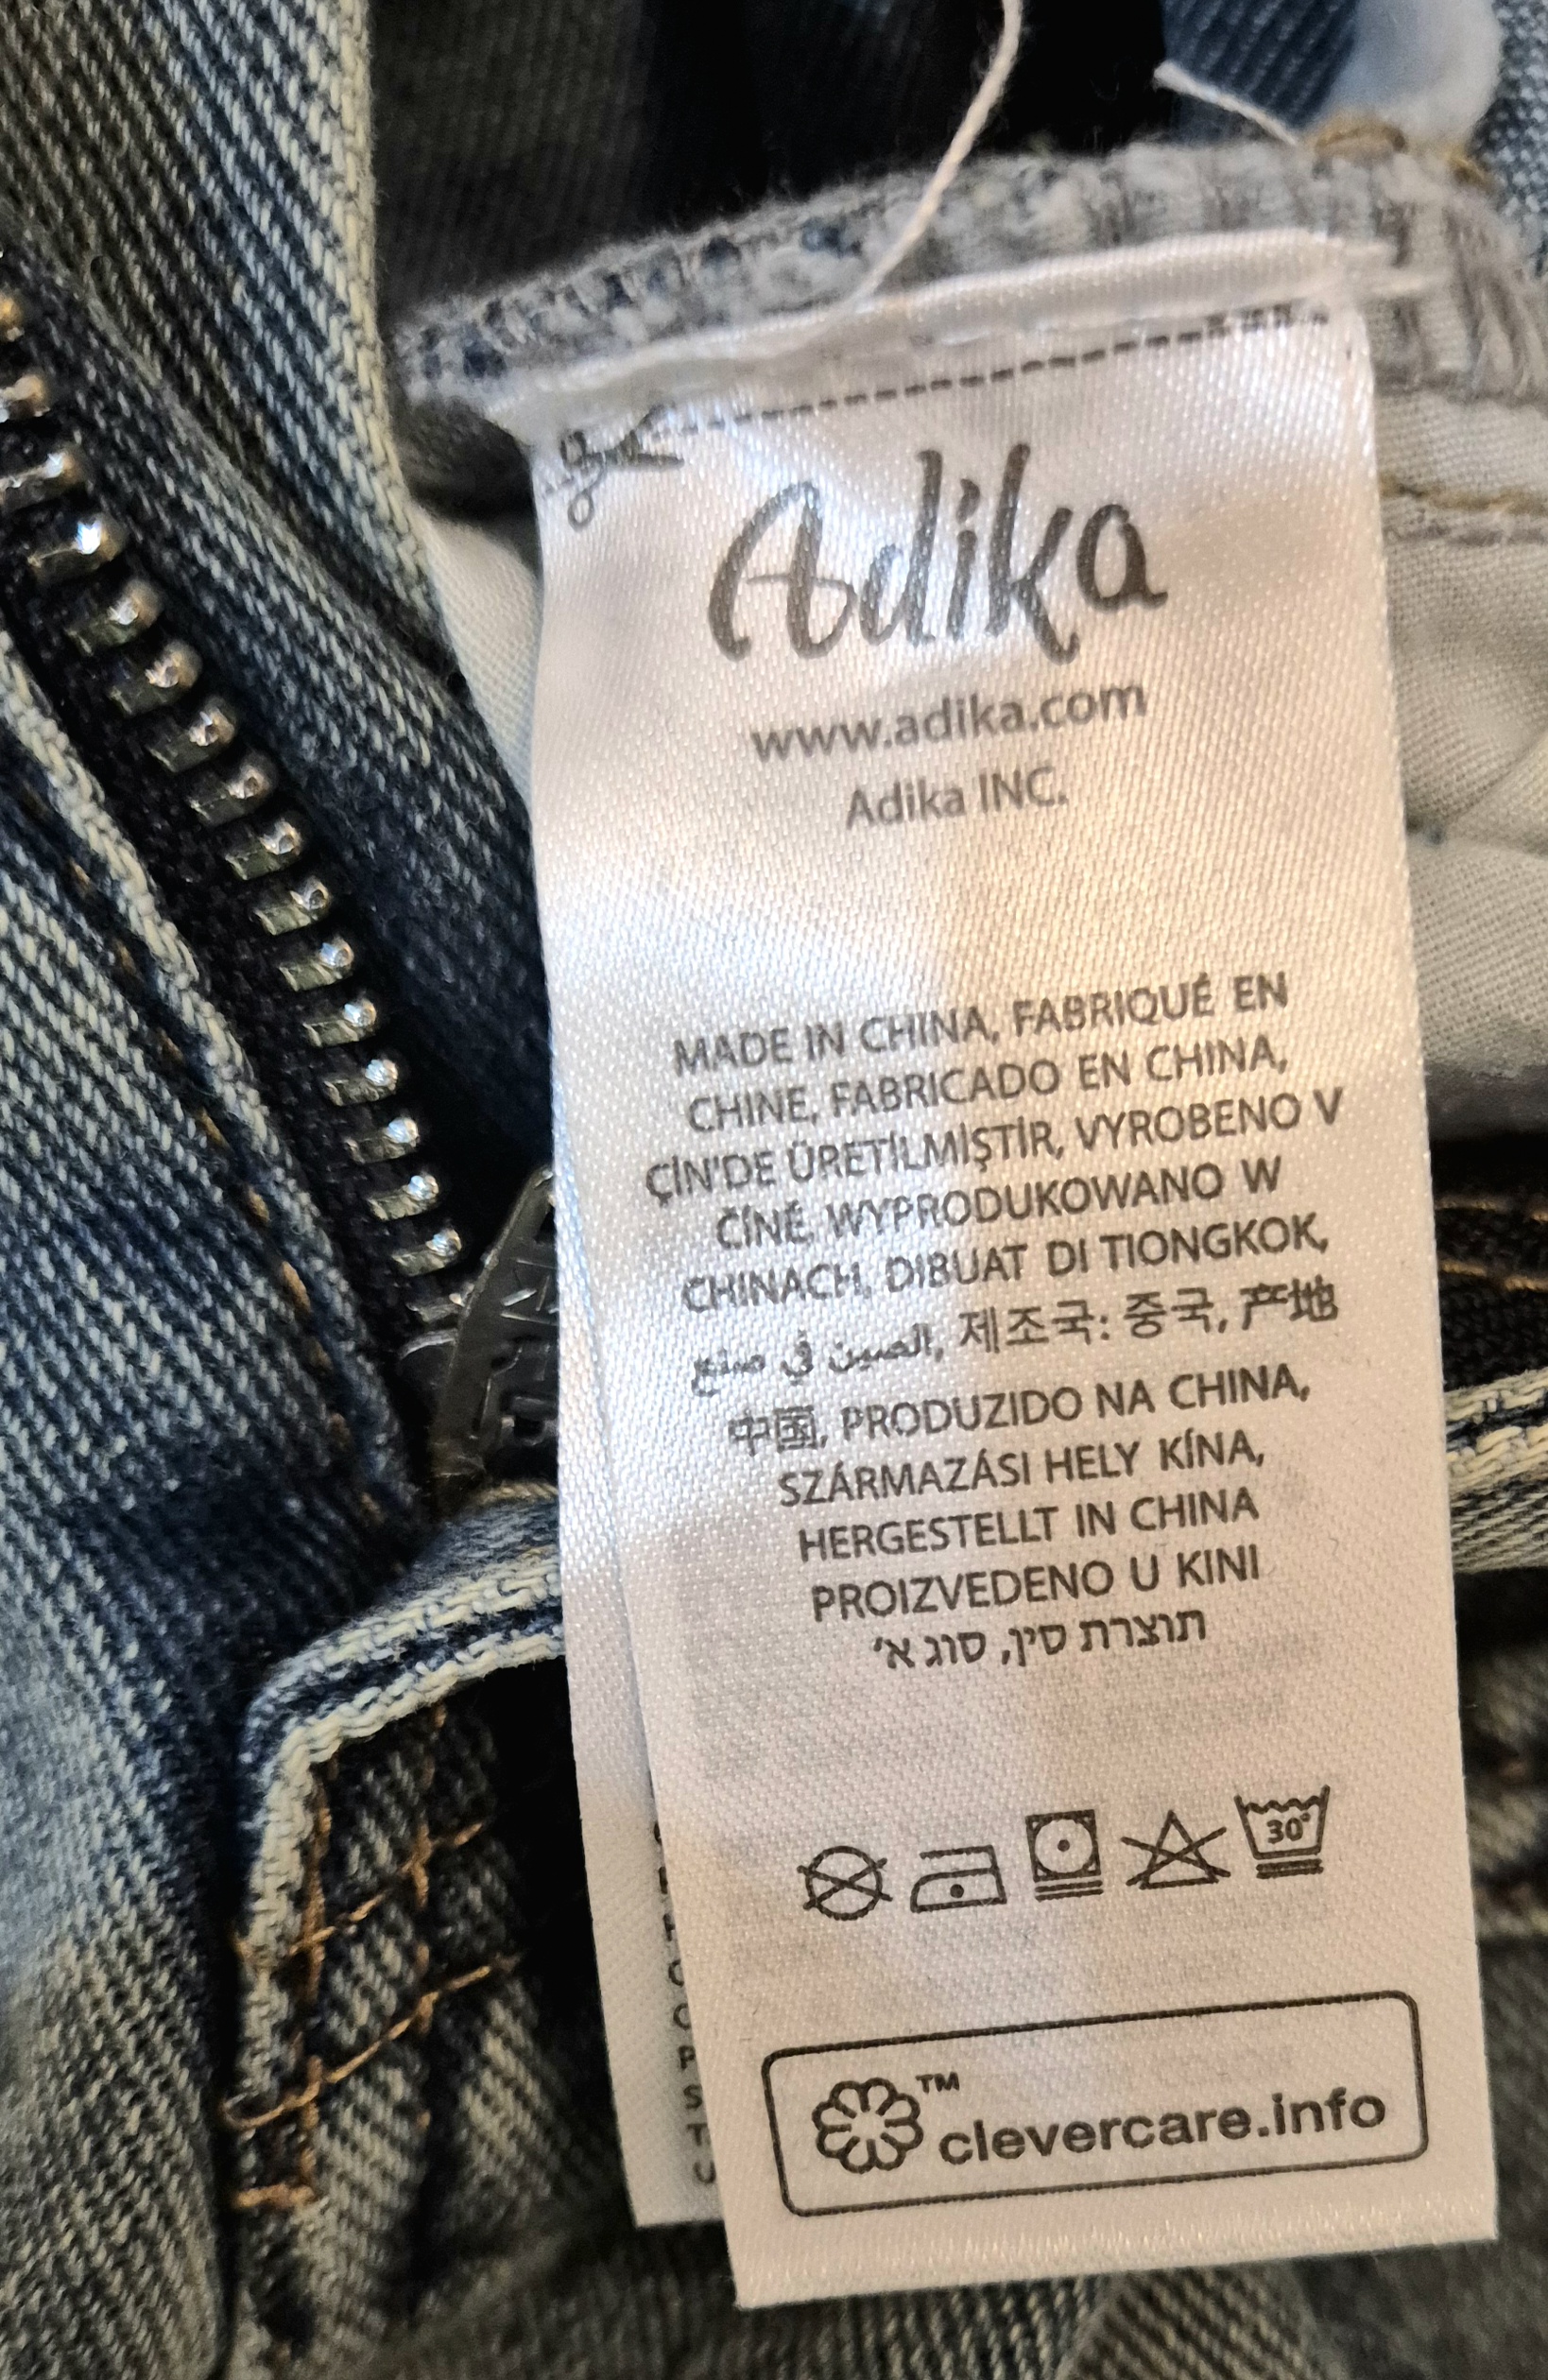 Adika
www.adika.com
Adika INC.
MADE IN CHINA, FABRIQUÉ EN
CHINE, FABRICADO EN CHINA,
ÇİN'DE ÜRETİLMİŞTİR, VYROBENO V
ČÍNĚ, WYPRODUKOWANO W
CHINACH, DIBUAT DI TIONGKOK,
الصين في صنع, 제조국: 중국, 产地
中国, PRODUZIDO NA CHINA,
SZÁRMAZÁSI HELY KÍNA,
HERGESTELLT IN CHINA
PROIZVEDENO U KINI
תוצרת סין, סוג א'
30°
TM
clevercare.info